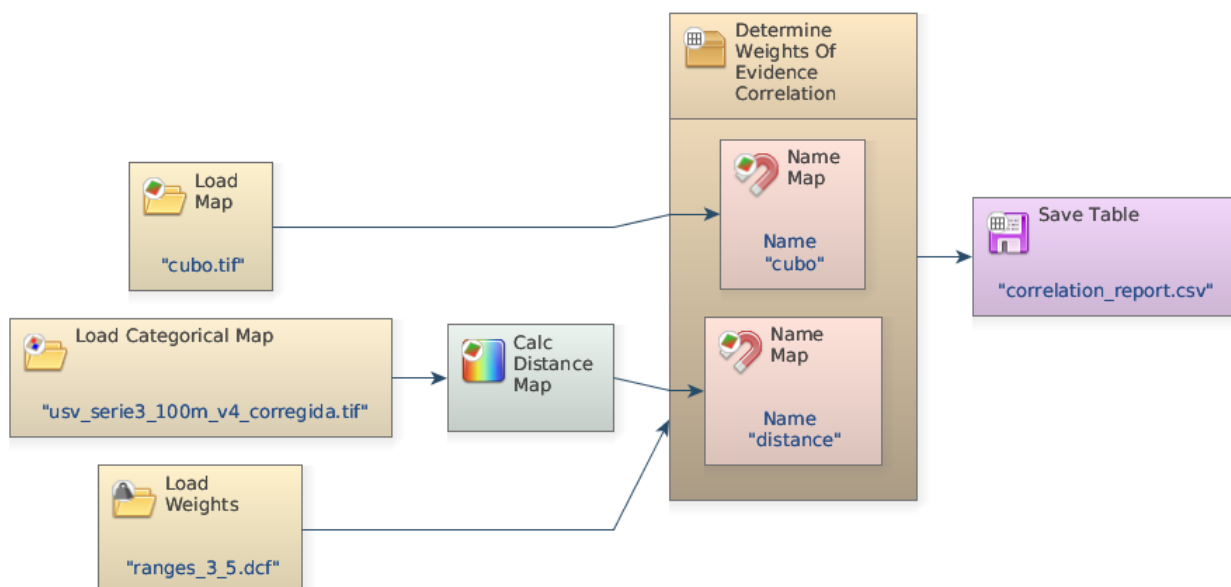 Determine
Weights Of
Evidence
Correlation
Load
Map
"cubo.tif"
Name
Map
Name
"cubo"
Save Table
"correlation_report.csv"
Load Categorical Map
"usv_serie3_100m_v4_corregida.tif"
Calc
Distance
Map
Name
Map
Name
"distance"
Load
Weights
"ranges_3_5.dcf"